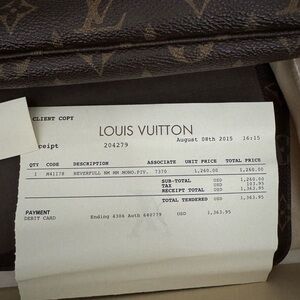 CLIENT COPY
LOUIS VUITTON
ceipt 204279 August 08th 2015 16:15
QTY CODE DESCRIPTION ASSOCIATE UNIT PRICE TOTAL PRICE
1 M41178 NEVERFULL NM MM MONO.PIV. 7370 1,260.00 1,260.00
SUB-TOTAL USD 1,260.00
TAX USD 103.95
RECEIPT TOTAL USD 1,363.95
TOTAL TENDERED USD 1,363.95
PAYMENT
DEBIT CARD Ending 4306 Auth 640279 USD 1,363.95